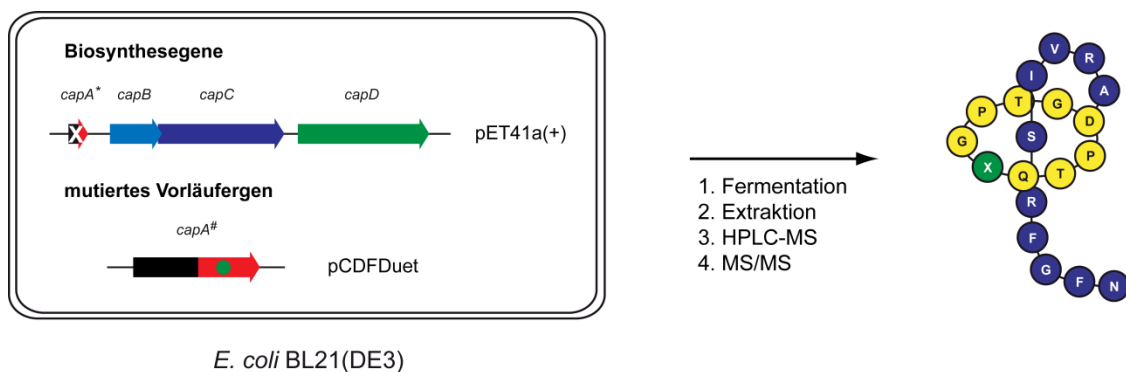 Biosynthesegene
capA* capB capC capD
X
pET41a(+)
mutiertes Vorläufergen
capA#
pCDFDuet
E. coli BL21(DE3)
1. Fermentation
2. Extraktion
3. HPLC-MS
4. MS/MS
V
I R
A
P T G D
G S P
X Q T
R
F
G F N